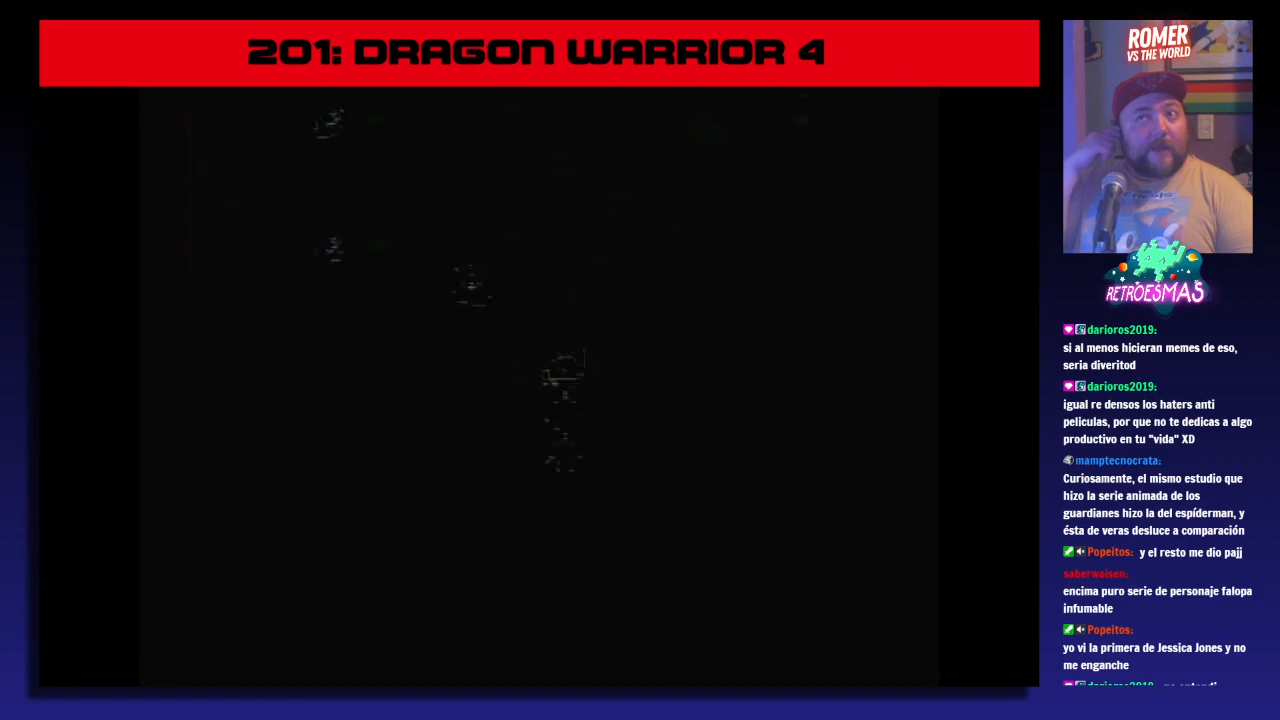 201: DRAGON WARRIOR 4
ROMER
VS THE WORLD
RETROESMAS
darioros2019:
si al menos hicieran memes de eso,
seria diveritod
darioros2019:
igual re densos los haters anti
peliculas, por que no te dedicas a algo
productivo en tu "vida" XD
mamptecnocrata:
Curiosamente, el mismo estudio que
hizo la serie animada de los
guardianes hizo la del espíderman, y
ésta de veras desluce a comparación
Popeitos: y el resto me dio pajj
saberwaisen:
encima puro serie de personaje falopa
infumable
Popeitos:
yo vi la primera de Jessica Jones y no
me enganche